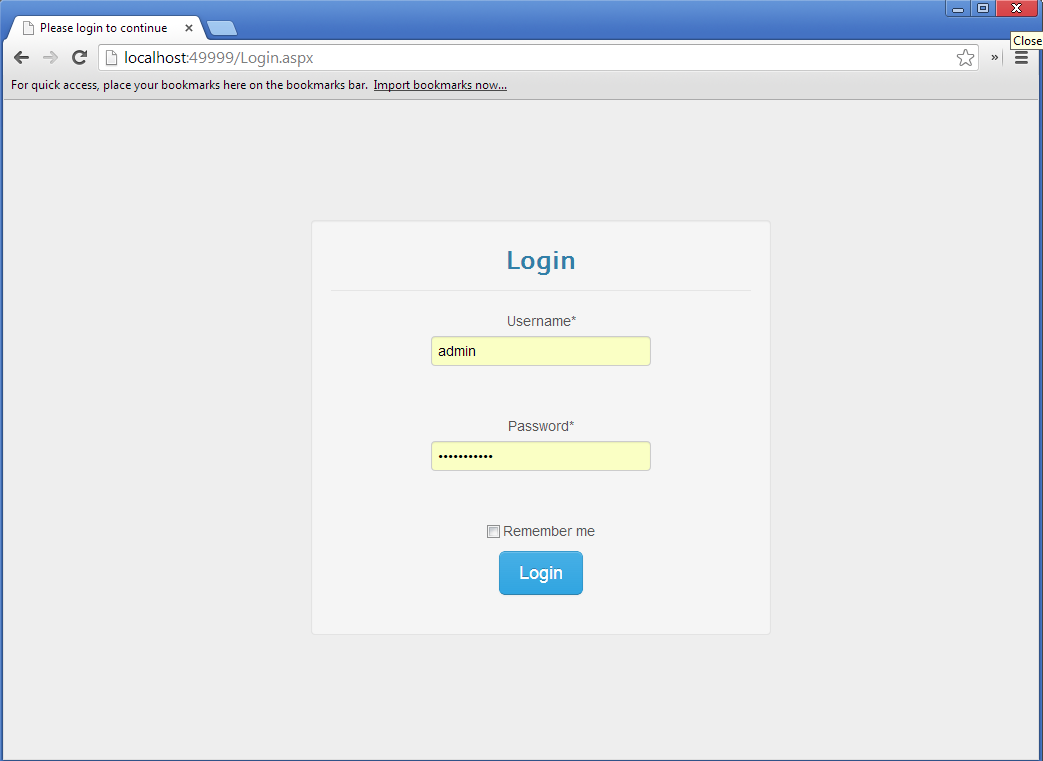 Please login to continue
Close
localhost:49999/Login.aspx
For quick access, place your bookmarks here on the bookmarks bar. Import bookmarks now...
Login
Username*
admin
Password*
•••••••••••
Remember me
Login